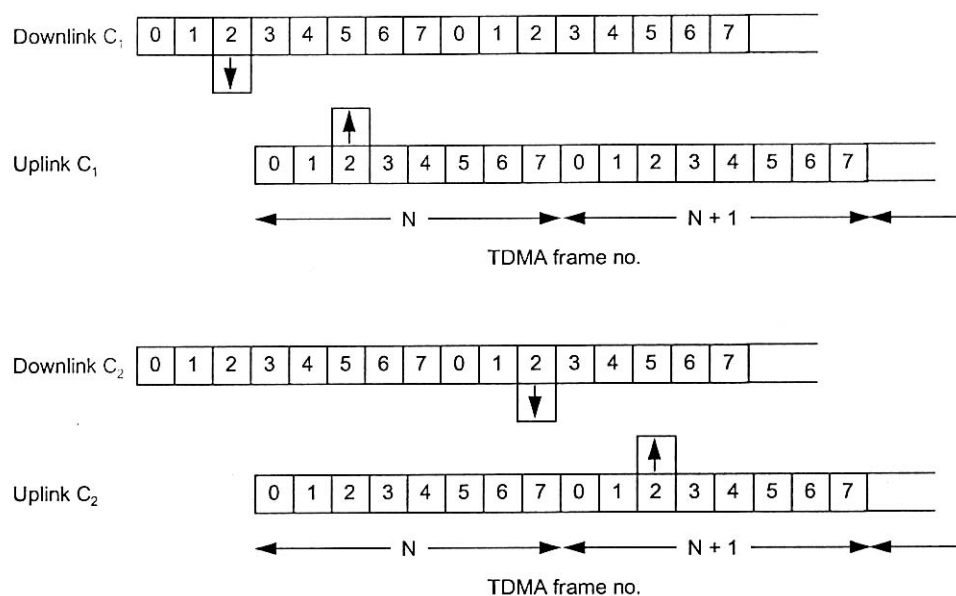 Downlink C₁ 0 1 2 3 4 5 6 7 0 1 2 3 4 5 6 7
Uplink C₁ 0 1 2 3 4 5 6 7 0 1 2 3 4 5 6 7
N N + 1
TDMA frame no.
Downlink C₂ 0 1 2 3 4 5 6 7 0 1 2 3 4 5 6 7
Uplink C₂ 0 1 2 3 4 5 6 7 0 1 2 3 4 5 6 7
N N + 1
TDMA frame no.